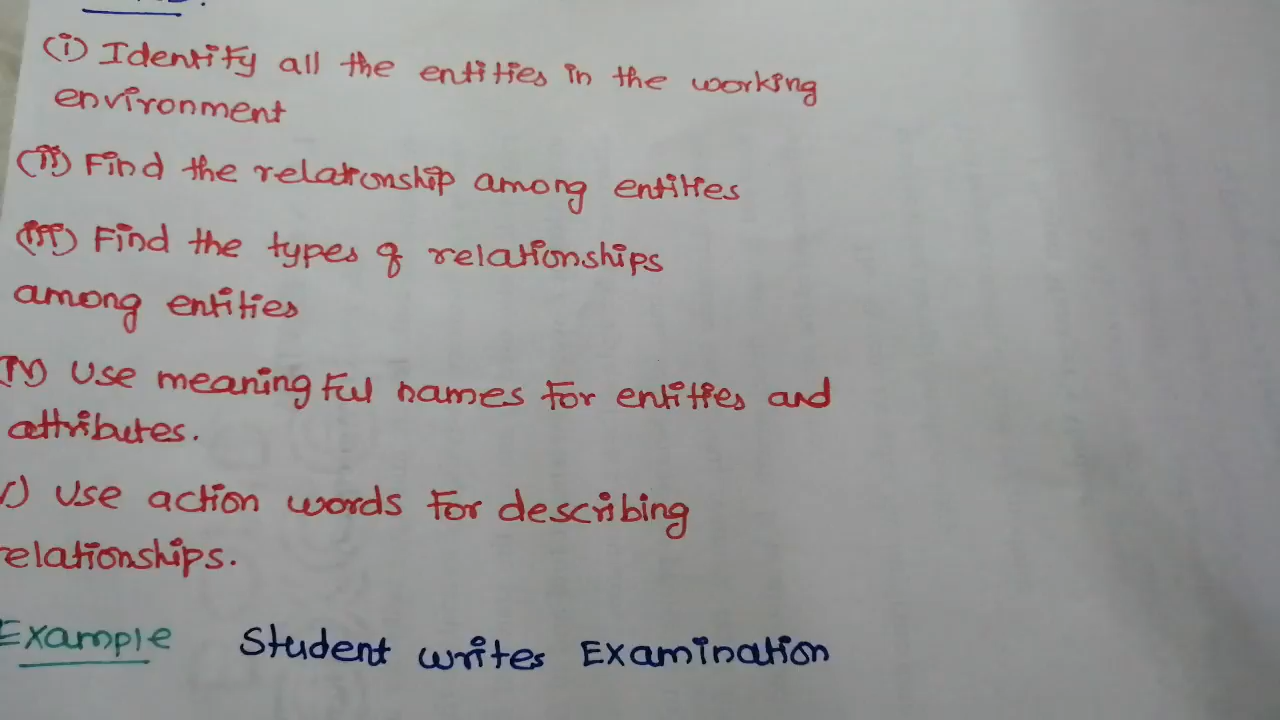 (i) Identify all the entities in the working
environment
(ii) Find the relationship among entities
(iii) Find the types of relationships
among entities
iv) Use meaningful names for entities and
attributes.
v) Use action words for describing
relationships.
Example Student writes Examination